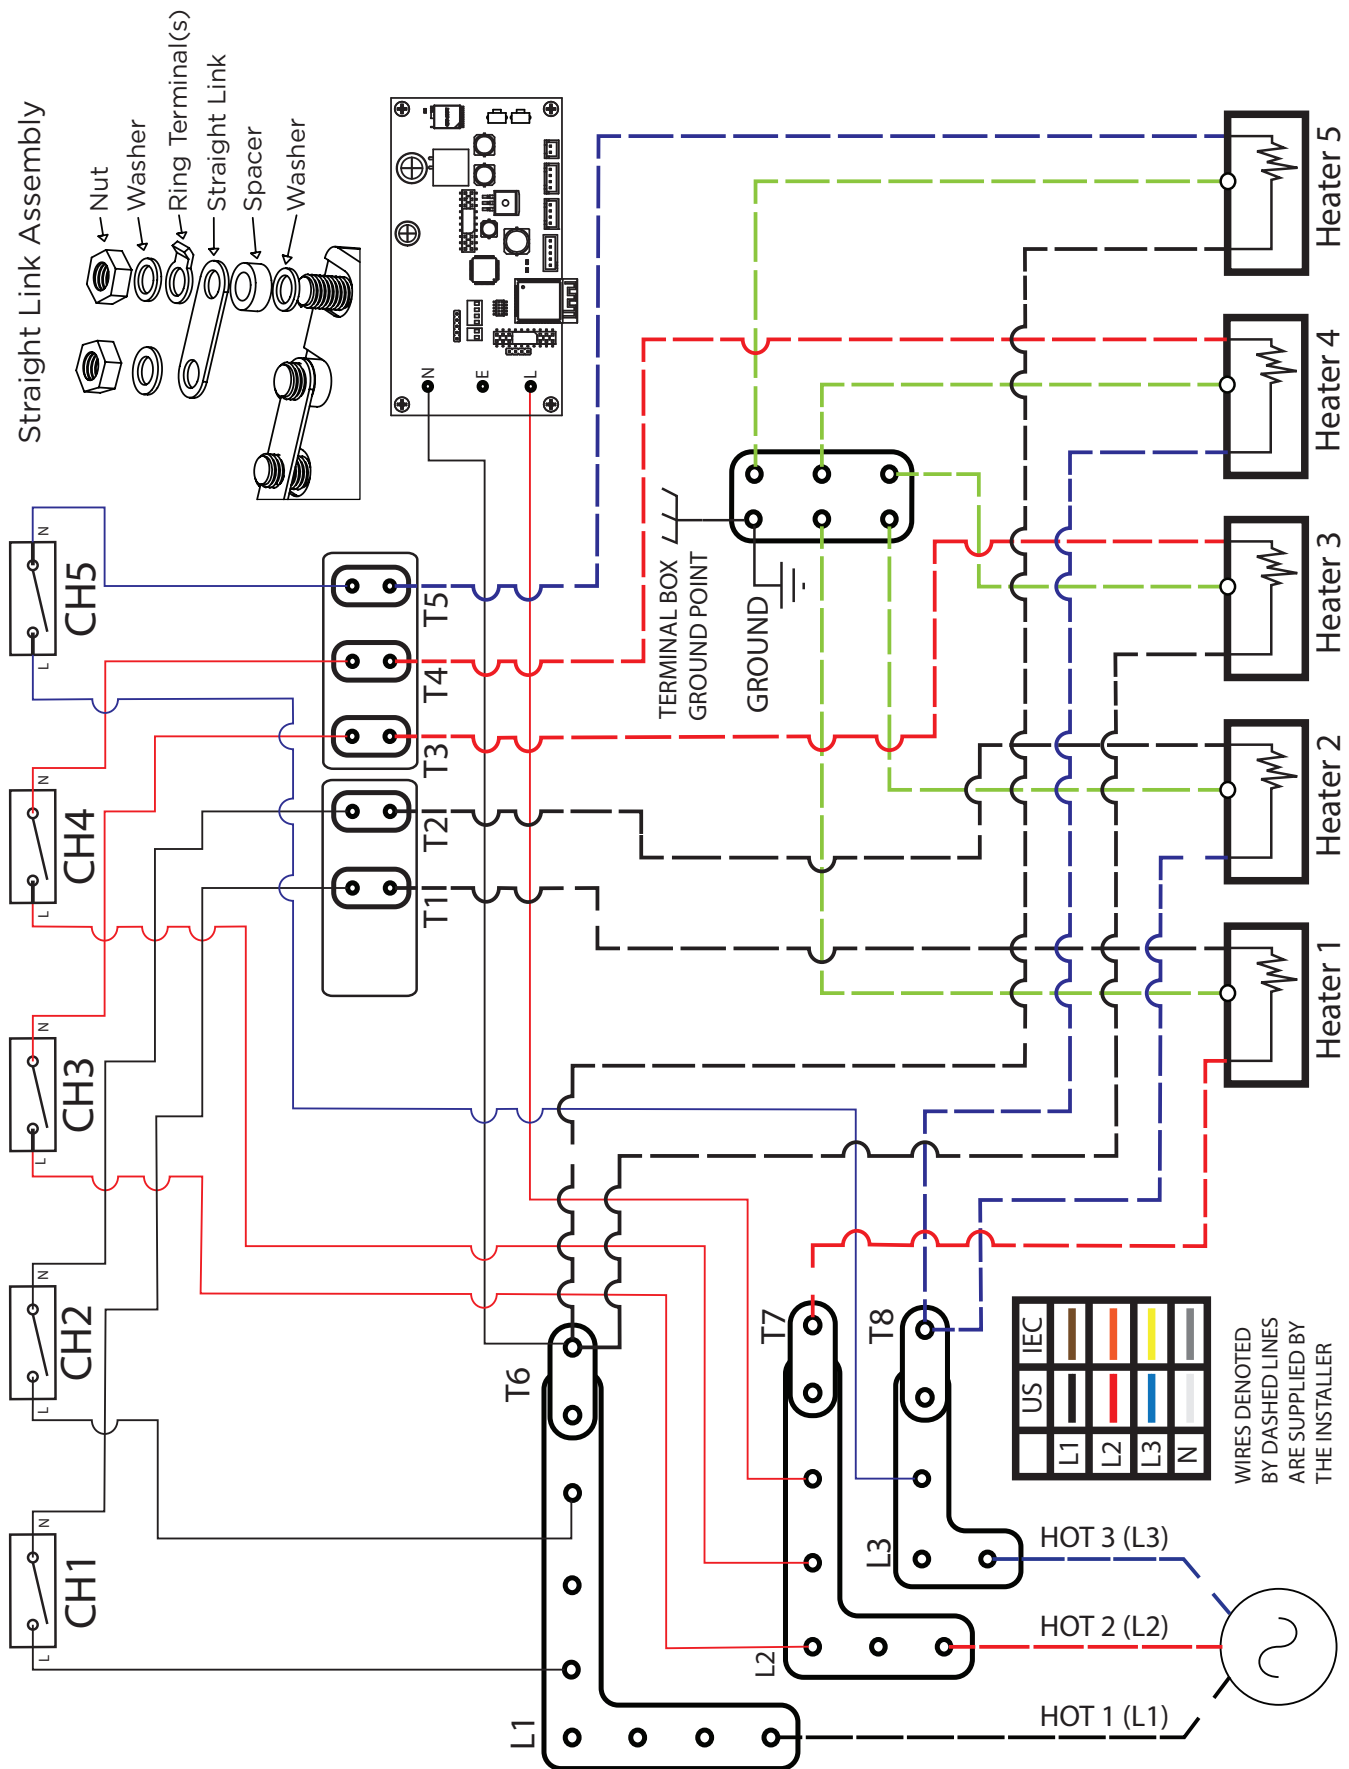 Straight Link Assembly
Nut
Washer
Ring Terminal(s)
Straight Link
Spacer
Washer
N
E
L
L
N
CH1
L
N
CH2
L
N
CH3
L
N
CH4
L
N
CH5
T1
T2
T3
T4
T5
TERMINAL BOX
GROUND POINT
GROUND
T6
T7
T8
L1
L2
L3
HOT 1 (L1)
HOT 2 (L2)
HOT 3 (L3)
US IEC
L1
L2
L3
N
WIRES DENOTED
BY DASHED LINES
ARE SUPPLIED BY
THE INSTALLER
Heater 1
Heater 2
Heater 3
Heater 4
Heater 5